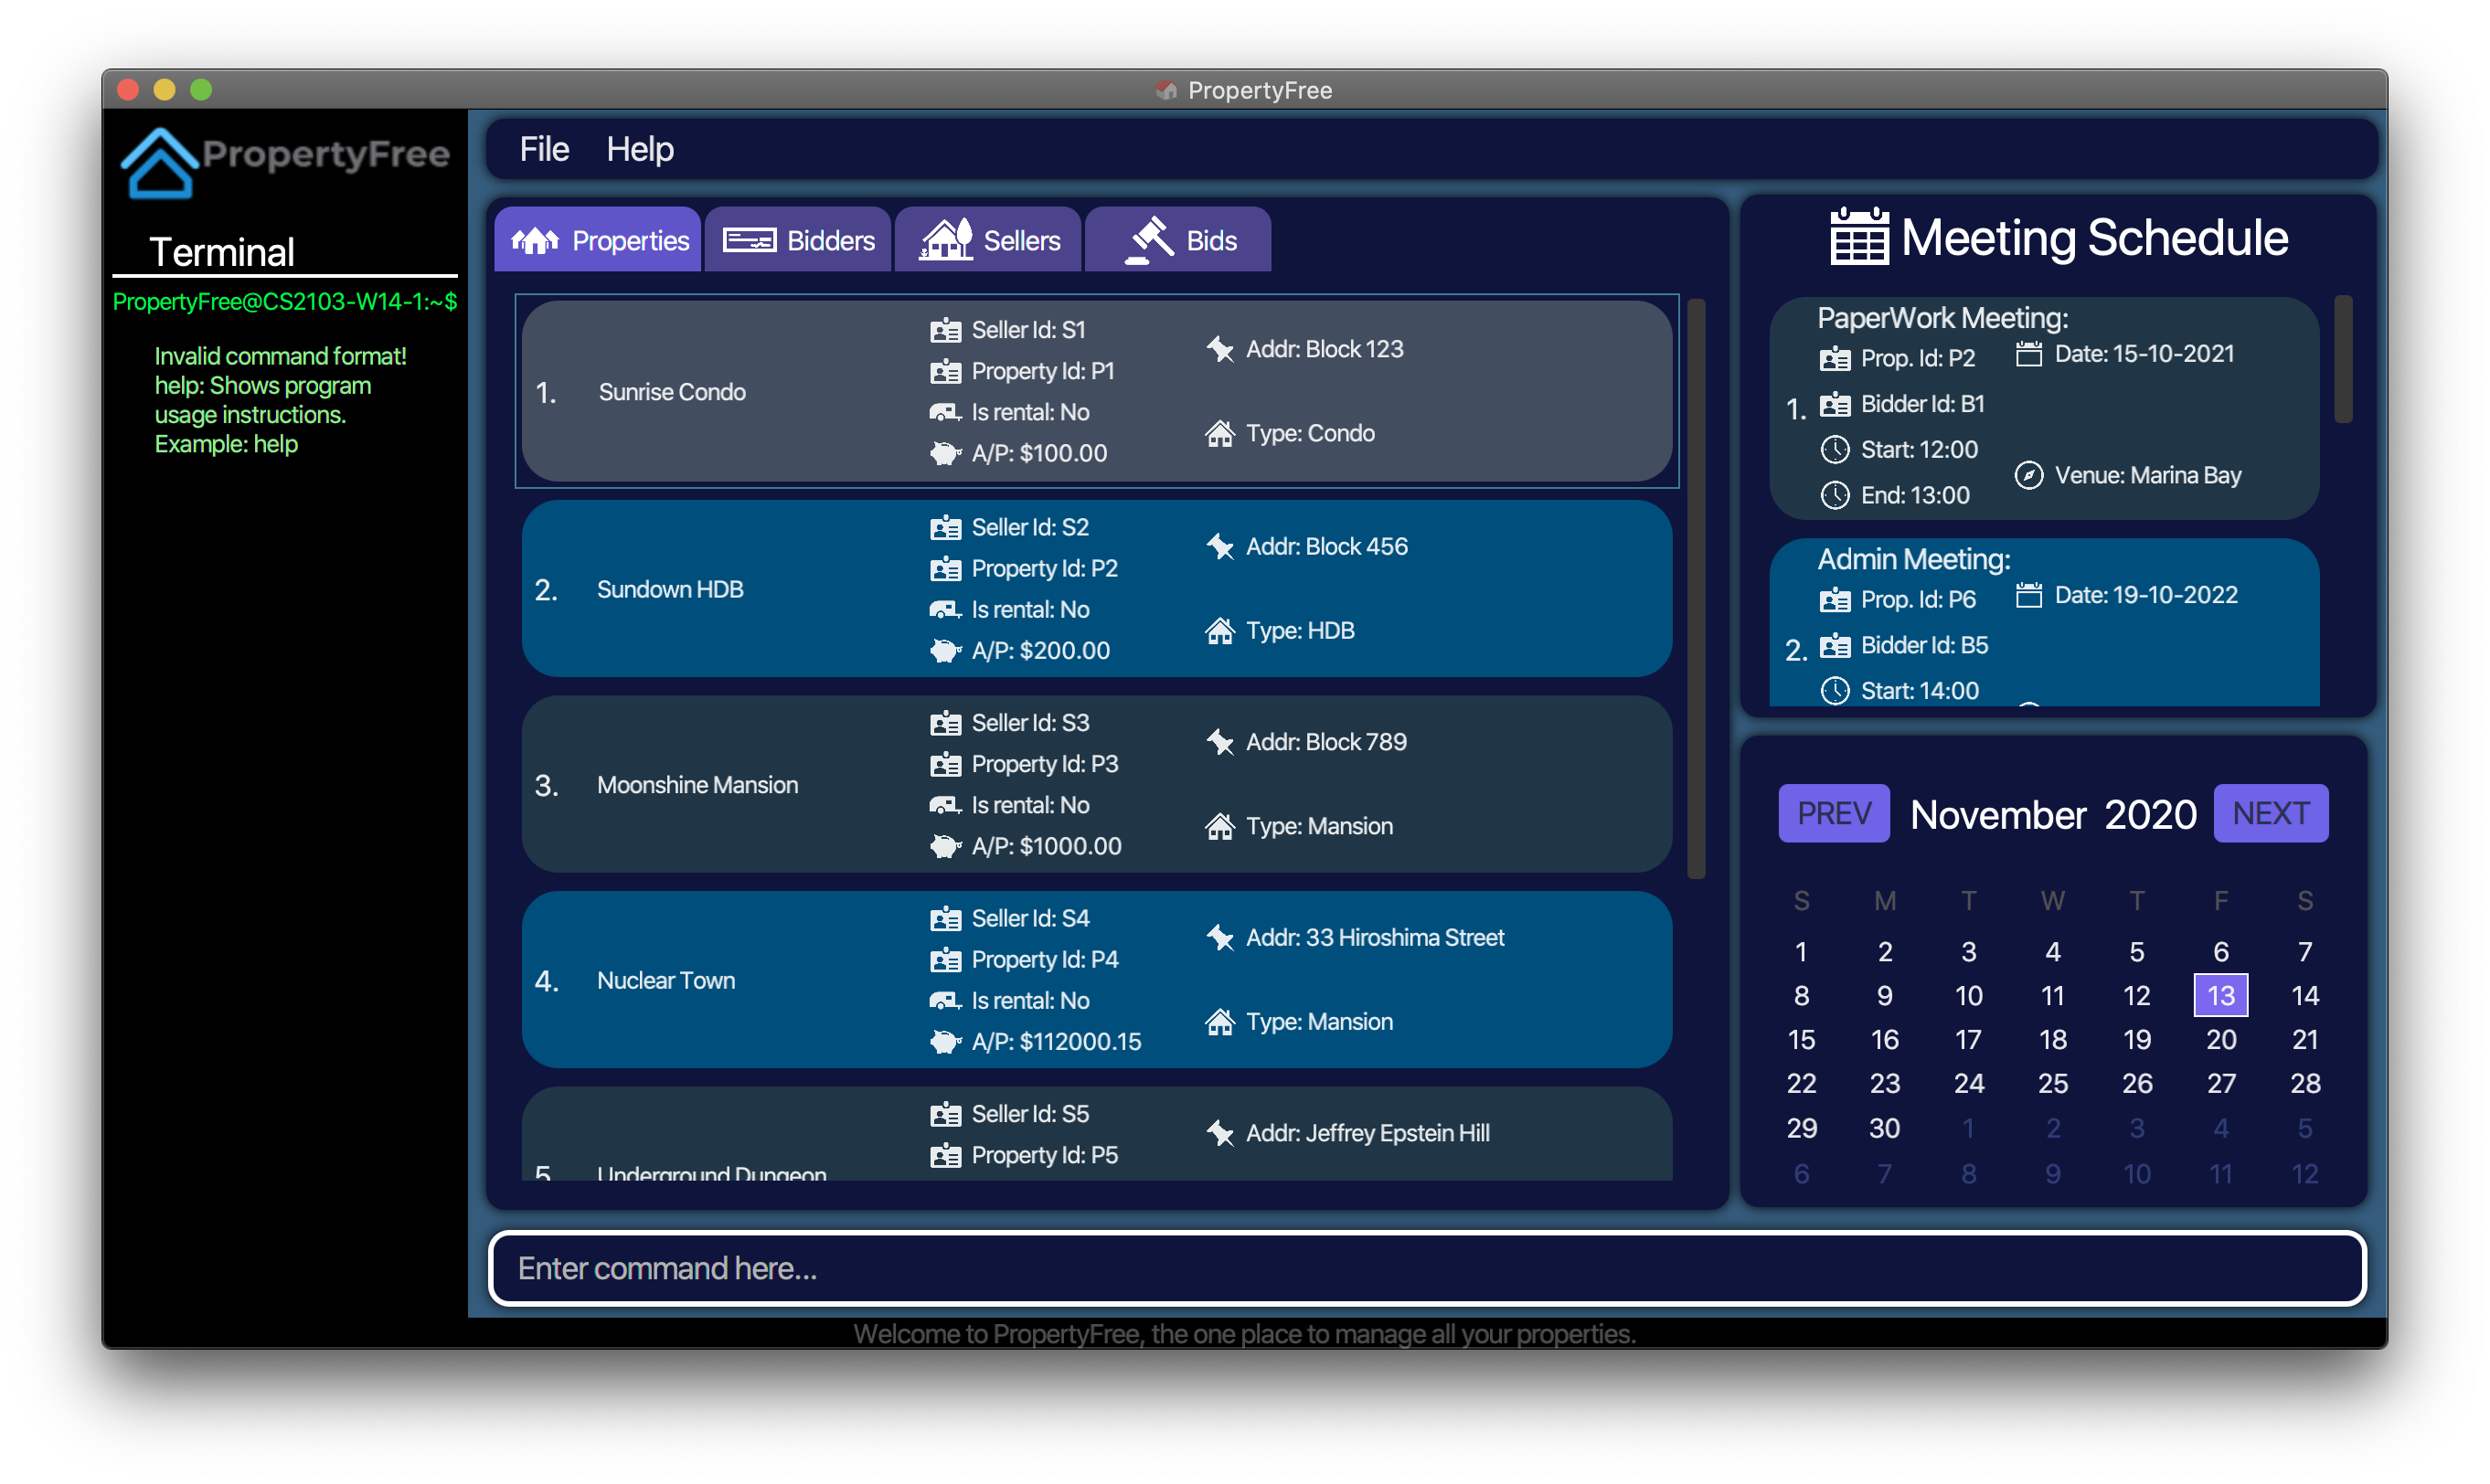 PropertyFree
PropertyFree
Terminal
PropertyFree@CS2103-W14-1:~$
Invalid command format!
help: Shows program
usage instructions.
Example: help
File Help
Properties Bidders Sellers Bids
1. Sunrise Condo
Seller Id: S1
Property Id: P1
Is rental: No
A/P: $100.00
Addr: Block 123
Type: Condo
2. Sundown HDB
Seller Id: S2
Property Id: P2
Is rental: No
A/P: $200.00
Addr: Block 456
Type: HDB
3. Moonshine Mansion
Seller Id: S3
Property Id: P3
Is rental: No
A/P: $1000.00
Addr: Block 789
Type: Mansion
4. Nuclear Town
Seller Id: S4
Property Id: P4
Is rental: No
A/P: $112000.15
Addr: 33 Hiroshima Street
Type: Mansion
5. Underground Dungeon
Seller Id: S5
Property Id: P5
Addr: Jeffrey Epstein Hill
Meeting Schedule
1. PaperWork Meeting:
Prop. Id: P2
Bidder Id: B1
Start: 12:00
End: 13:00
Date: 15-10-2021
Venue: Marina Bay
2. Admin Meeting:
Prop. Id: P6
Bidder Id: B5
Start: 14:00
Date: 19-10-2022
PREV November 2020 NEXT
S M T W T F S
1 2 3 4 5 6 7
8 9 10 11 12 13 14
15 16 17 18 19 20 21
22 23 24 25 26 27 28
29 30 1 2 3 4 5
6 7 8 9 10 11 12
Enter command here...
Welcome to PropertyFree, the one place to manage all your properties.